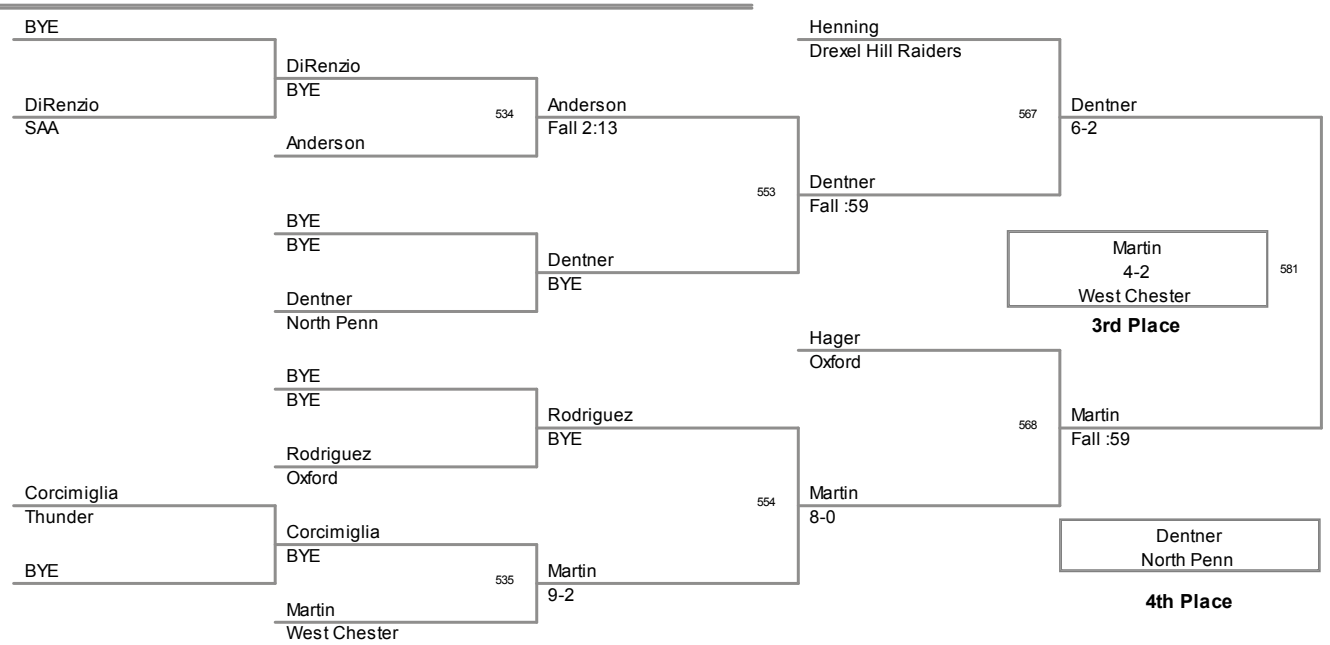 BYE
DiRenzio
SAA
DiRenzio
BYE
534
Anderson
Anderson
Fall 2:13
BYE
BYE
Dentner
North Penn
Dentner
BYE
553
Dentner
Fall :59
Henning
Drexel Hill Raiders
567
Dentner
6-2
Martin
4-2
West Chester
581
3rd Place
BYE
BYE
Rodriguez
Oxford
Rodriguez
BYE
Corcimiglia
Thunder
BYE
Corcimiglia
BYE
535
Martin
West Chester
Martin
9-2
554
Martin
8-0
Hager
Oxford
568
Martin
Fall :59
Dentner
North Penn
4th Place